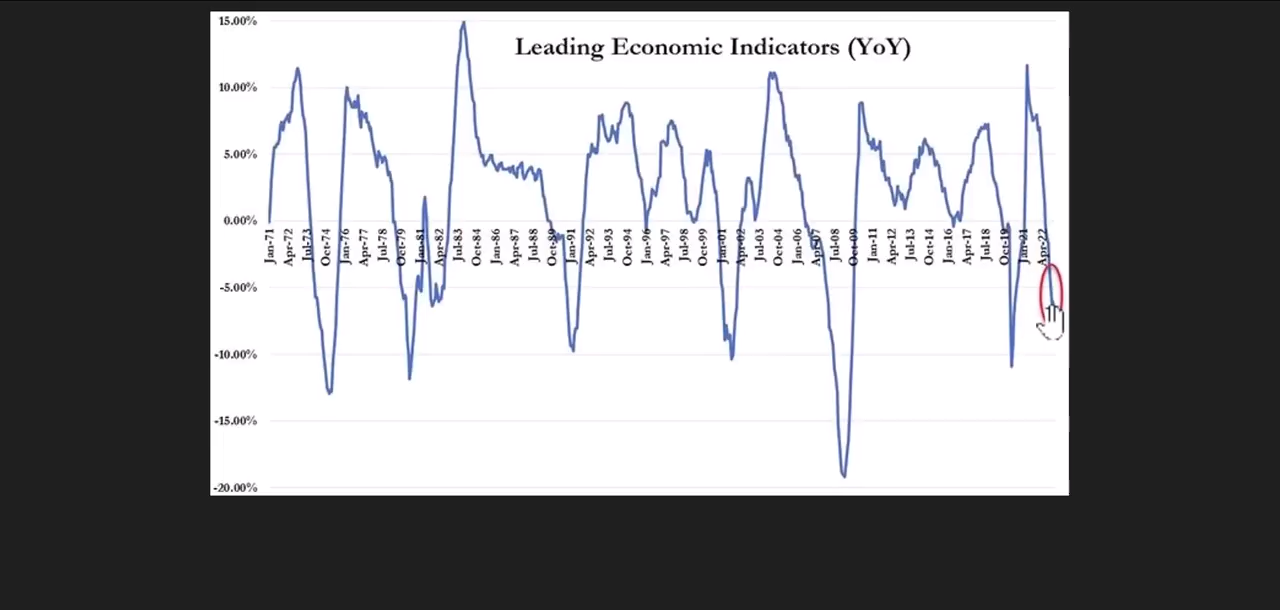 Leading Economic Indicators (YoY)
15.00%
10.00%
5.00%
0.00%
-5.00%
-10.00%
-15.00%
-20.00%
Jan-71
Apr-72
Jul-73
Oct-74
Jan-76
Apr-77
Jul-78
Oct-79
Jan-81
Apr-82
Jul-83
Oct-84
Jan-86
Apr-87
Jul-88
Oct-89
Jan-91
Apr-92
Jul-93
Oct-94
Jan-96
Apr-97
Jul-98
Oct-99
Jan-01
Apr-02
Jul-03
Oct-04
Jan-06
Apr-07
Jul-08
Oct-09
Jan-11
Apr-12
Jul-13
Oct-14
Jan-16
Apr-17
Jul-18
Oct-19
Jan-21
Apr-22